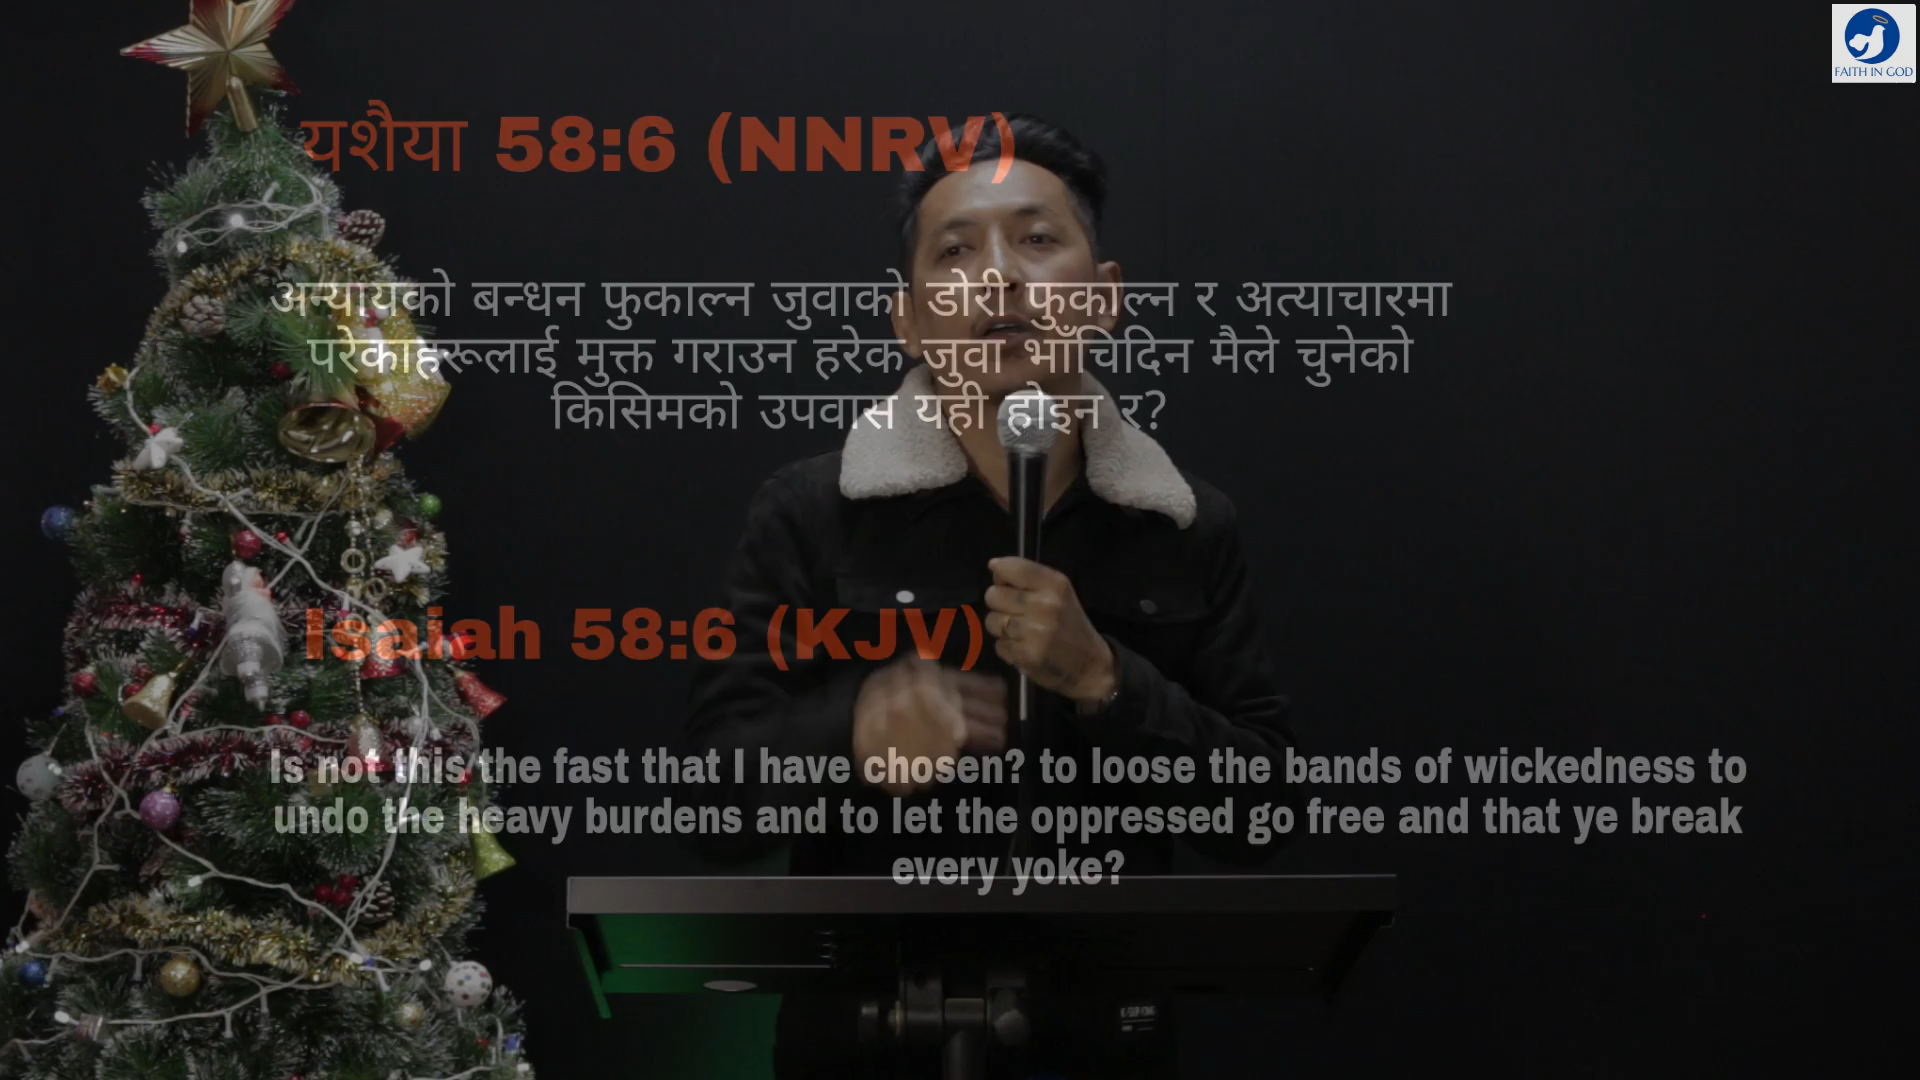 FAITH IN GOD
यशैया 58:6 (NNRV)
अन्यायको बन्धन फुकाल्न जुवाको डोरी फुकाल्न र अत्याचारमा
परेकाहरूलाई मुक्त गराउन हरेक जुवा भाँचिदिन मैले चुनेको
किसिमको उपवास यही होइन र?
Isaiah 58:6 (KJV)
Is not this the fast that I have chosen? to loose the bands of wickedness to
undo the heavy burdens and to let the oppressed go free and that ye break
every yoke?